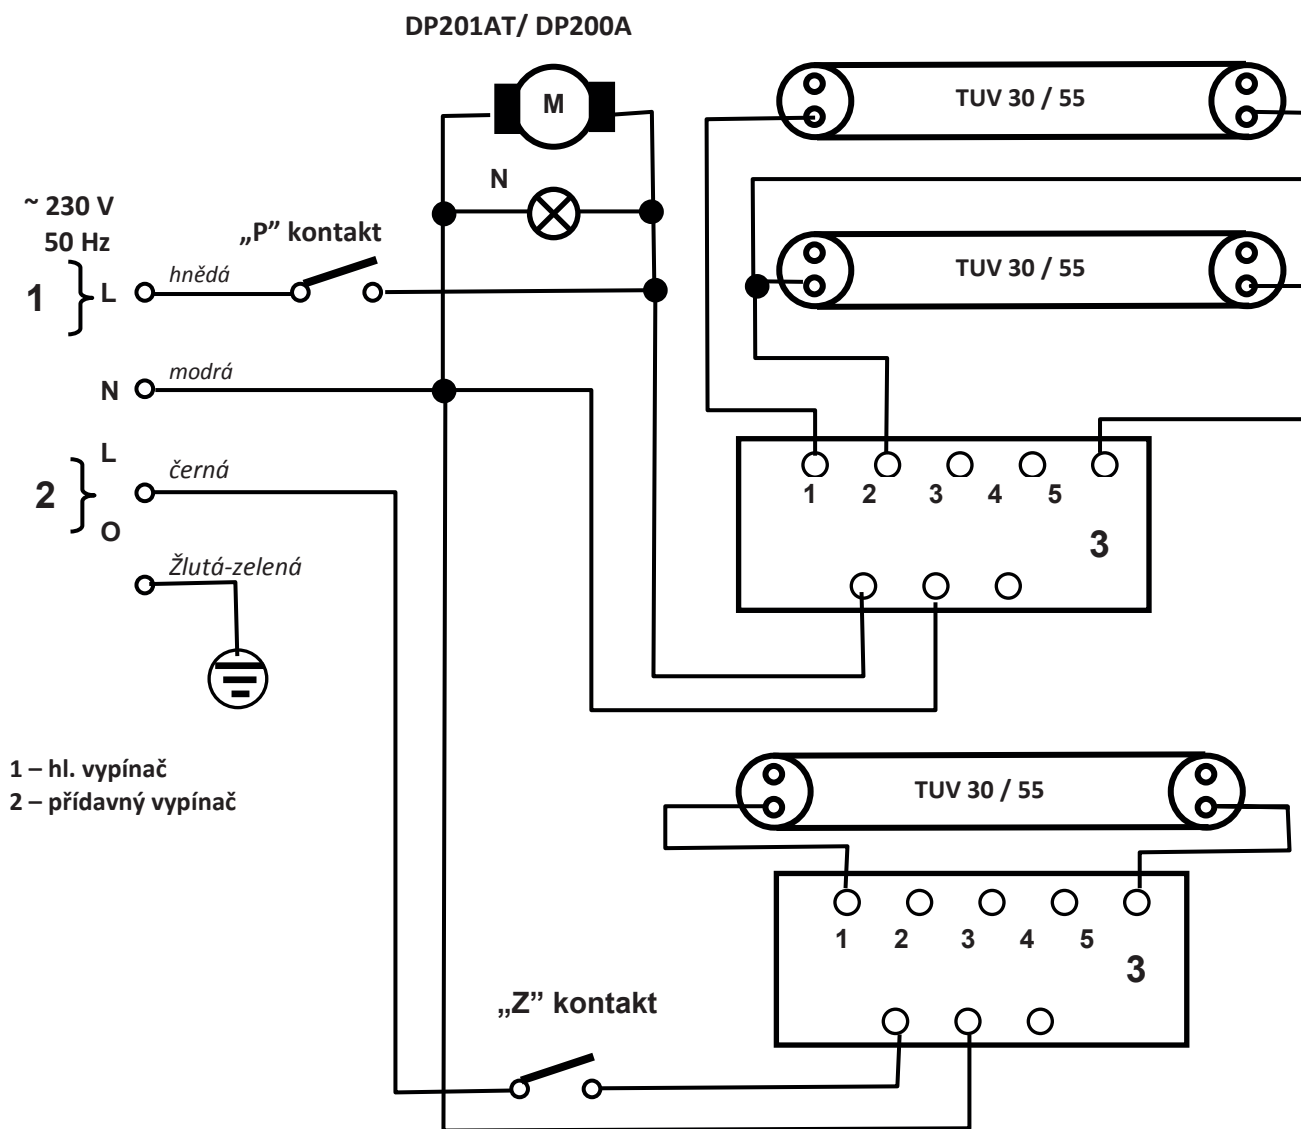 DP201AT/ DP200A
M
TUV 30 / 55
N
~ 230 V
50 Hz
„P” kontakt
TUV 30 / 55
hnědá
1 } L
modrá
N
L
černá
2 }
O
1 2 3 4 5
3
Žlutá-zelená
1 – hl. vypínač
2 – přídavný vypínač
TUV 30 / 55
1 2 3 4 5
3
„Z” kontakt